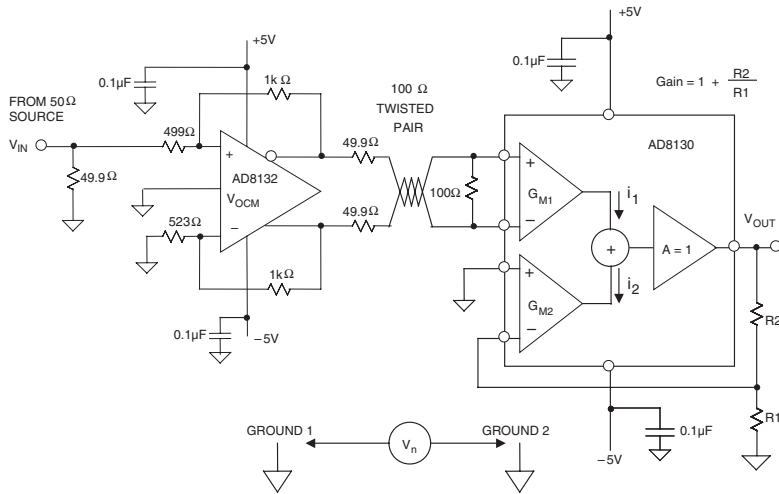 +5V
0.1µF
1kΩ
FROM 50Ω
SOURCE
V_IN
499Ω
49.9Ω
+
AD8132
V_OCM
−
523Ω
1kΩ
0.1µF
−5V
100 Ω
TWISTED
PAIR
49.9Ω
49.9Ω
100Ω
+5V
0.1µF
Gain = 1 + R2/R1
AD8130
+
G_M1
−
i_1
+
A = 1
V_OUT
i_2
+
G_M2
−
R2
R1
−5V
0.1µF
GROUND 1
V_n
GROUND 2